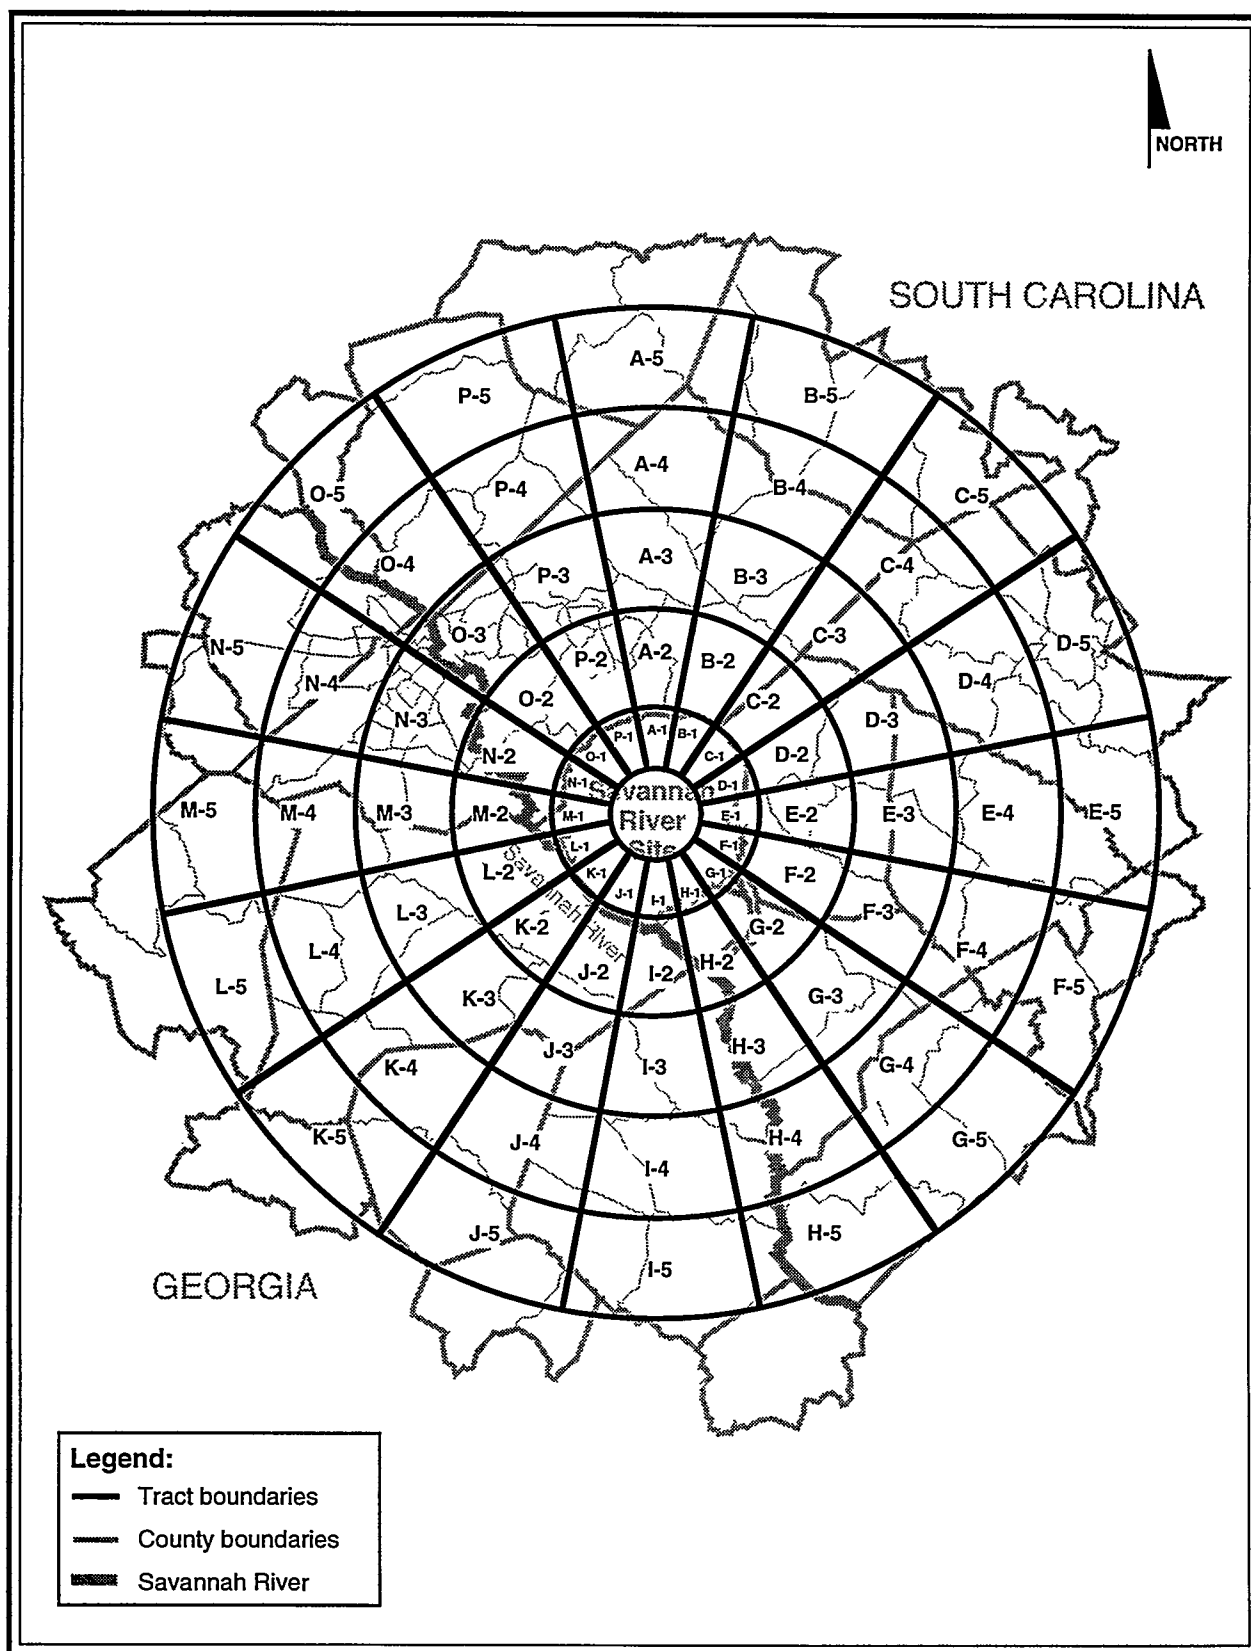 NORTH
SOUTH CAROLINA
A-5
P-5
B-5
A-4
P-4
B-4
O-5
C-5
A-3
O-4
C-4
P-3
B-3
O-3
C-3
N-5
D-5
A-2
P-2
B-2
N-4
D-4
O-2
C-2
N-3
D-3
A-1
P-1
B-1
N-2
O-1
C-1
D-2
N-1
D-1
Savannah
River
Site
M-5
M-4
M-3
M-2
M-1
E-1
E-2
E-3
E-4
E-5
L-1
F-1
L-2
K-1
G-1
F-2
J-1
I-1
H-1
Savannah River
L-3
F-3
K-2
G-2
L-4
F-4
J-2
I-2
H-2
L-5
F-5
K-3
G-3
J-3
H-3
K-4
I-3
G-4
K-5
J-4
H-4
G-5
I-4
J-5
H-5
I-5
GEORGIA
Legend:
Tract boundaries
County boundaries
Savannah River